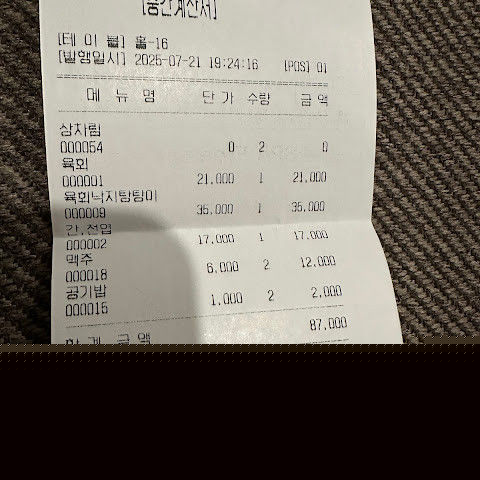 [중간계산서]
[테 이 블] 홀-16
[발행일시] 2025-07-21 19:24:16 [POS] 01
메 뉴 명 단 가 수량 금 액
상차림
000054 0 2 0
육회
000001 21,000 1 21,000
육회낙지탕탕이
000009 35,000 1 35,000
간,천엽
000002 17,000 1 17,000
맥주
000018 6,000 2 12,000
공기밥
000015 1,000 2 2,000
합 계 금 액 87,000